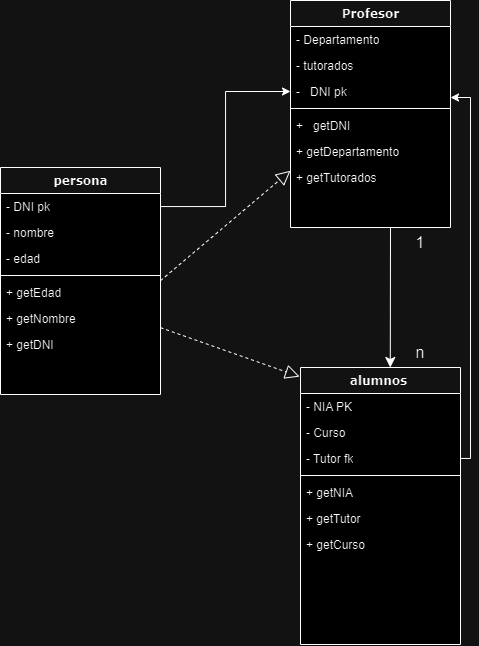 Profesor
- Departamento
- tutorados
- DNI pk
+ getDNI
+ getDepartamento
+ getTutorados
persona
- DNI pk
- nombre
- edad
+ getEdad
+ getNombre
+ getDNI
1
n
alumnos
- NIA PK
- Curso
- Tutor fk
+ getNIA
+ getTutor
+ getCurso